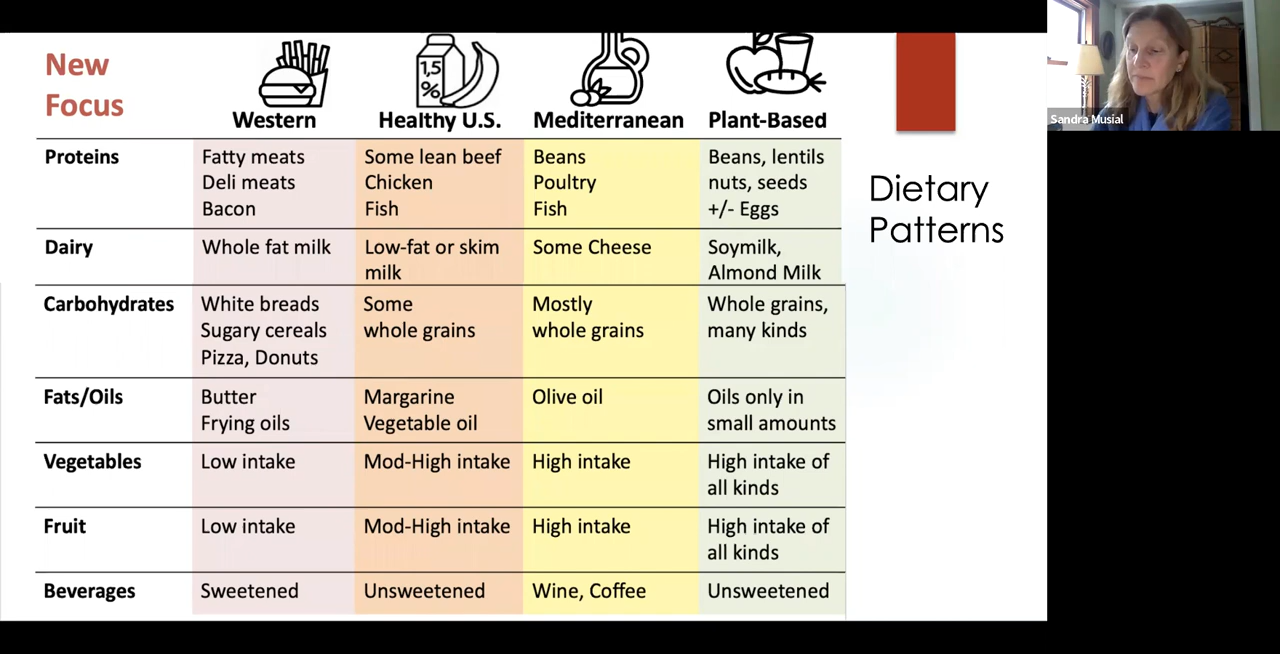 New
Focus
1,5
%
Western
Healthy U.S.
Mediterranean
Plant-Based
Proteins
Fatty meats
Deli meats
Bacon
Some lean beef
Chicken
Fish
Beans
Poultry
Fish
Beans, lentils
nuts, seeds
+/- Eggs
Dairy
Whole fat milk
Low-fat or skim
milk
Some Cheese
Soymilk,
Almond Milk
Carbohydrates
White breads
Sugary cereals
Pizza, Donuts
Some
whole grains
Mostly
whole grains
Whole grains,
many kinds
Fats/Oils
Butter
Frying oils
Margarine
Vegetable oil
Olive oil
Oils only in
small amounts
Vegetables
Low intake
Mod-High intake
High intake
High intake of
all kinds
Fruit
Low intake
Mod-High intake
High intake
High intake of
all kinds
Beverages
Sweetened
Unsweetened
Wine, Coffee
Unsweetened
Dietary
Patterns
Sandra Musial